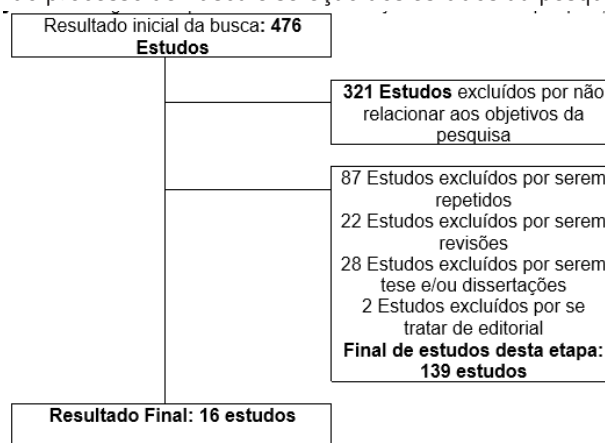 Resultado inicial da busca: 476
Estudos
321 Estudos excluídos por não
relacionar aos objetivos da
pesquisa
87 Estudos excluídos por serem
repetidos
22 Estudos excluídos por serem
revisões
28 Estudos excluídos por serem
tese e/ou dissertações
2 Estudos excluídos por se
tratar de editorial
Final de estudos desta etapa:
139 estudos
Resultado Final: 16 estudos